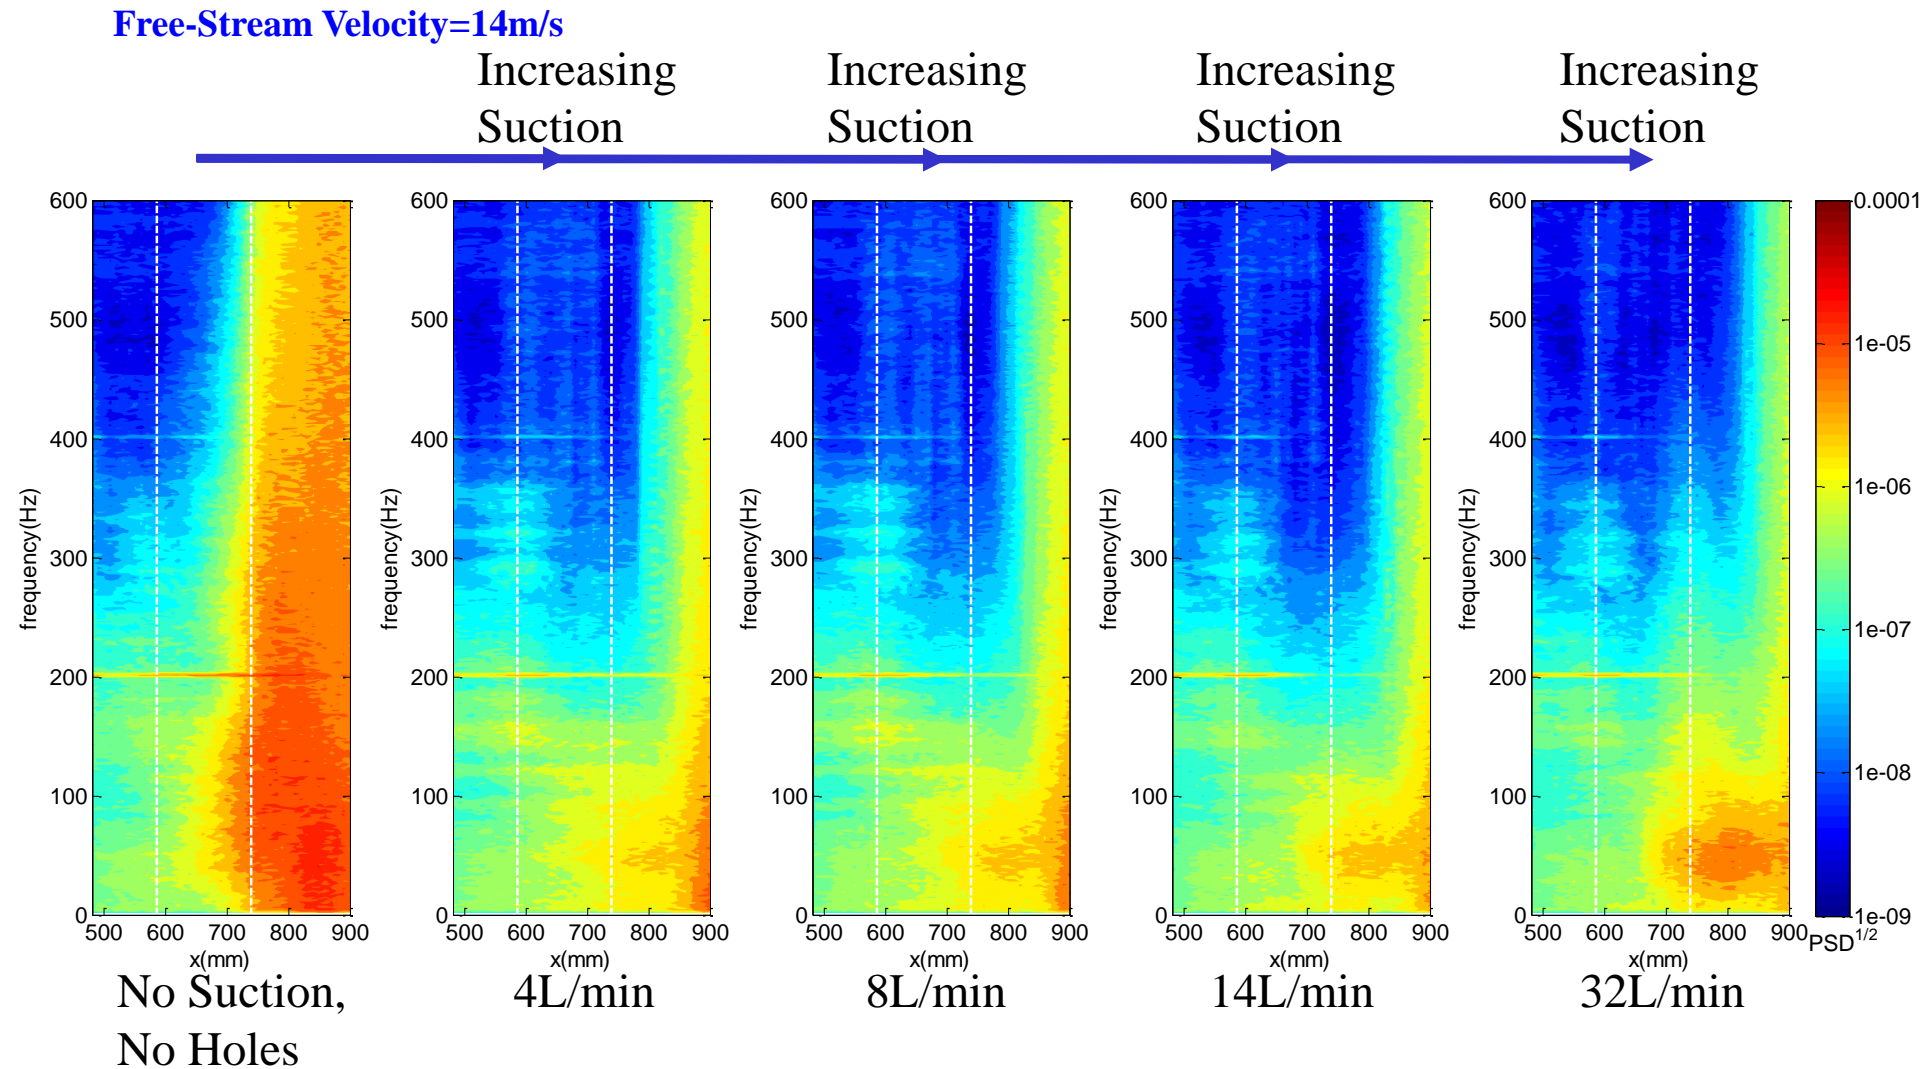 Free-Stream Velocity=14m/s
Increasing
Suction
Increasing
Suction
Increasing
Suction
Increasing
Suction
600
500
400
300
200
100
0
frequency(Hz)
500 600 700 800 900
x(mm)
No Suction,
No Holes
600
500
400
300
200
100
0
frequency(Hz)
500 600 700 800 900
x(mm)
4L/min
600
500
400
300
200
100
0
frequency(Hz)
500 600 700 800 900
x(mm)
8L/min
600
500
400
300
200
100
0
frequency(Hz)
500 600 700 800 900
x(mm)
14L/min
600
500
400
300
200
100
0
frequency(Hz)
500 600 700 800 900
x(mm)
32L/min
0.0001
1e-05
1e-06
1e-07
1e-08
1e-09
PSD^1/2